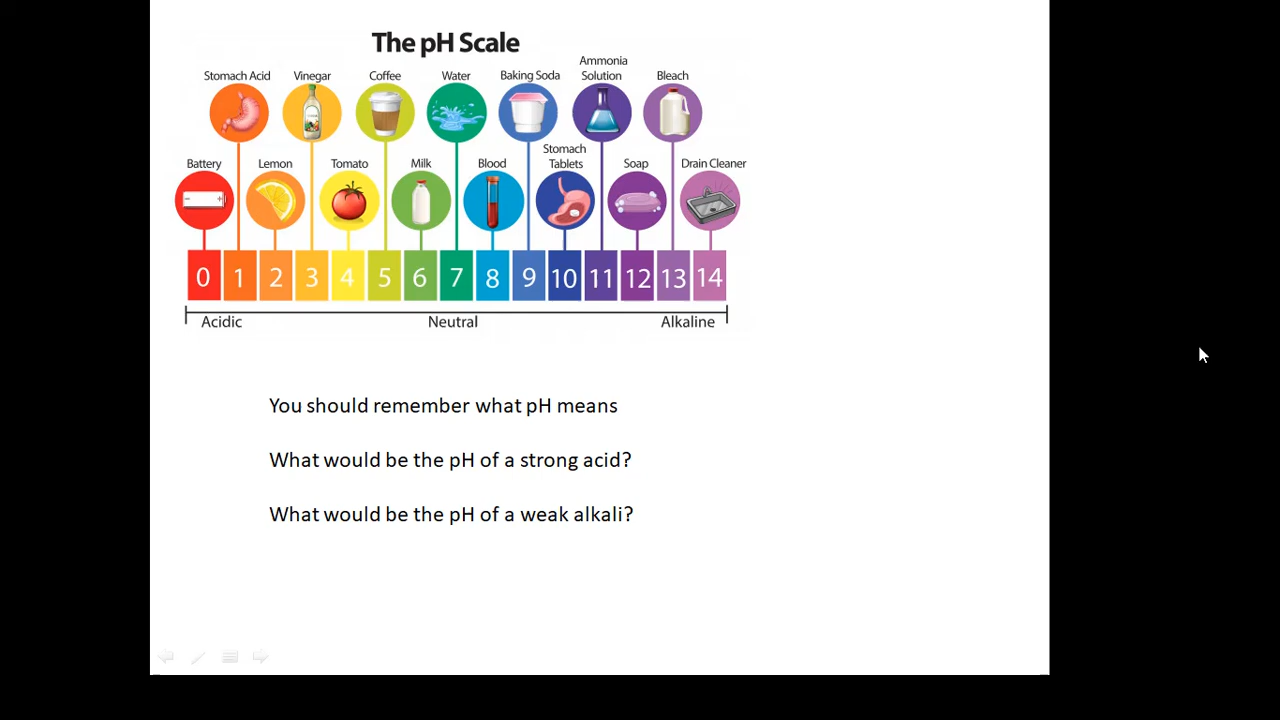 The pH Scale
Ammonia
Stomach Acid Vinegar Coffee Water Baking Soda Solution Bleach
Stomach
Battery Lemon Tomato Milk Blood Tablets Soap Drain Cleaner
0 1 2 3 4 5 6 7 8 9 10 11 12 13 14
Acidic Neutral Alkaline
You should remember what pH means
What would be the pH of a strong acid?
What would be the pH of a weak alkali?